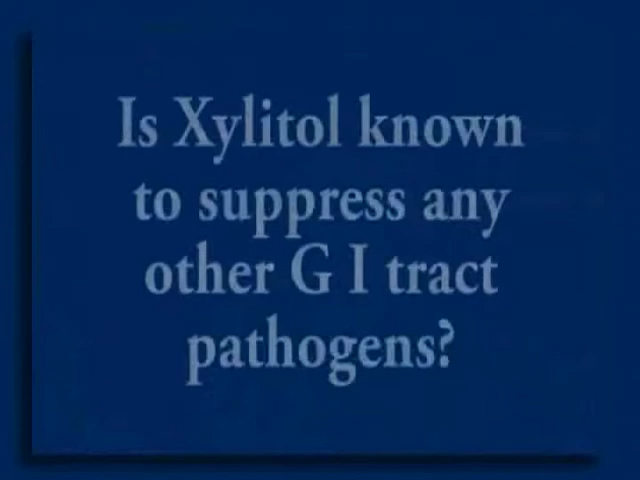 Is Xylitol known
to suppress any
other G I tract
pathogens?